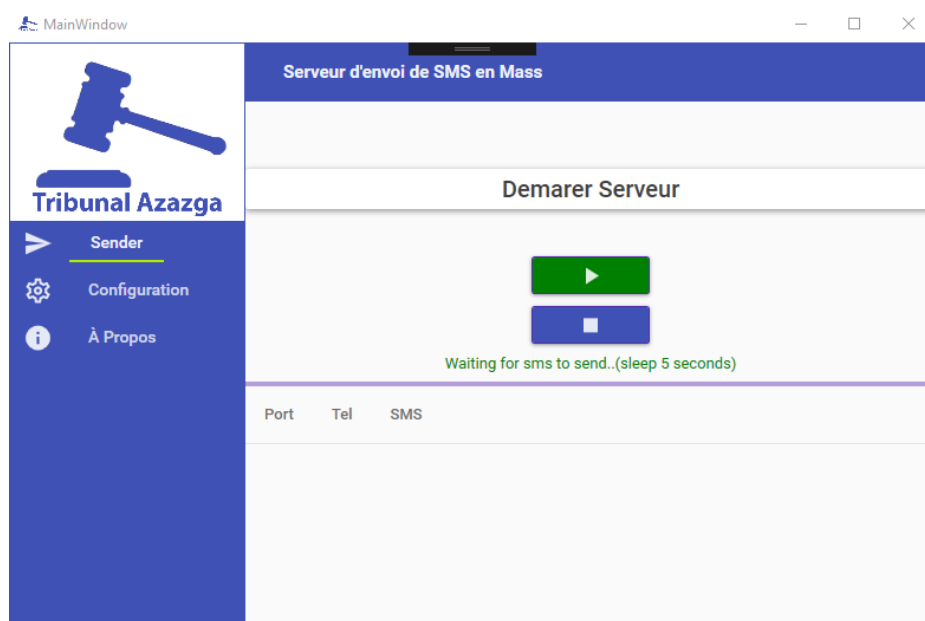 MainWindow
Serveur d'envoi de SMS en Mass
Tribunal Azazga
Sender
Configuration
À Propos
Demarer Serveur
Waiting for sms to send..(sleep 5 seconds)
Port Tel SMS